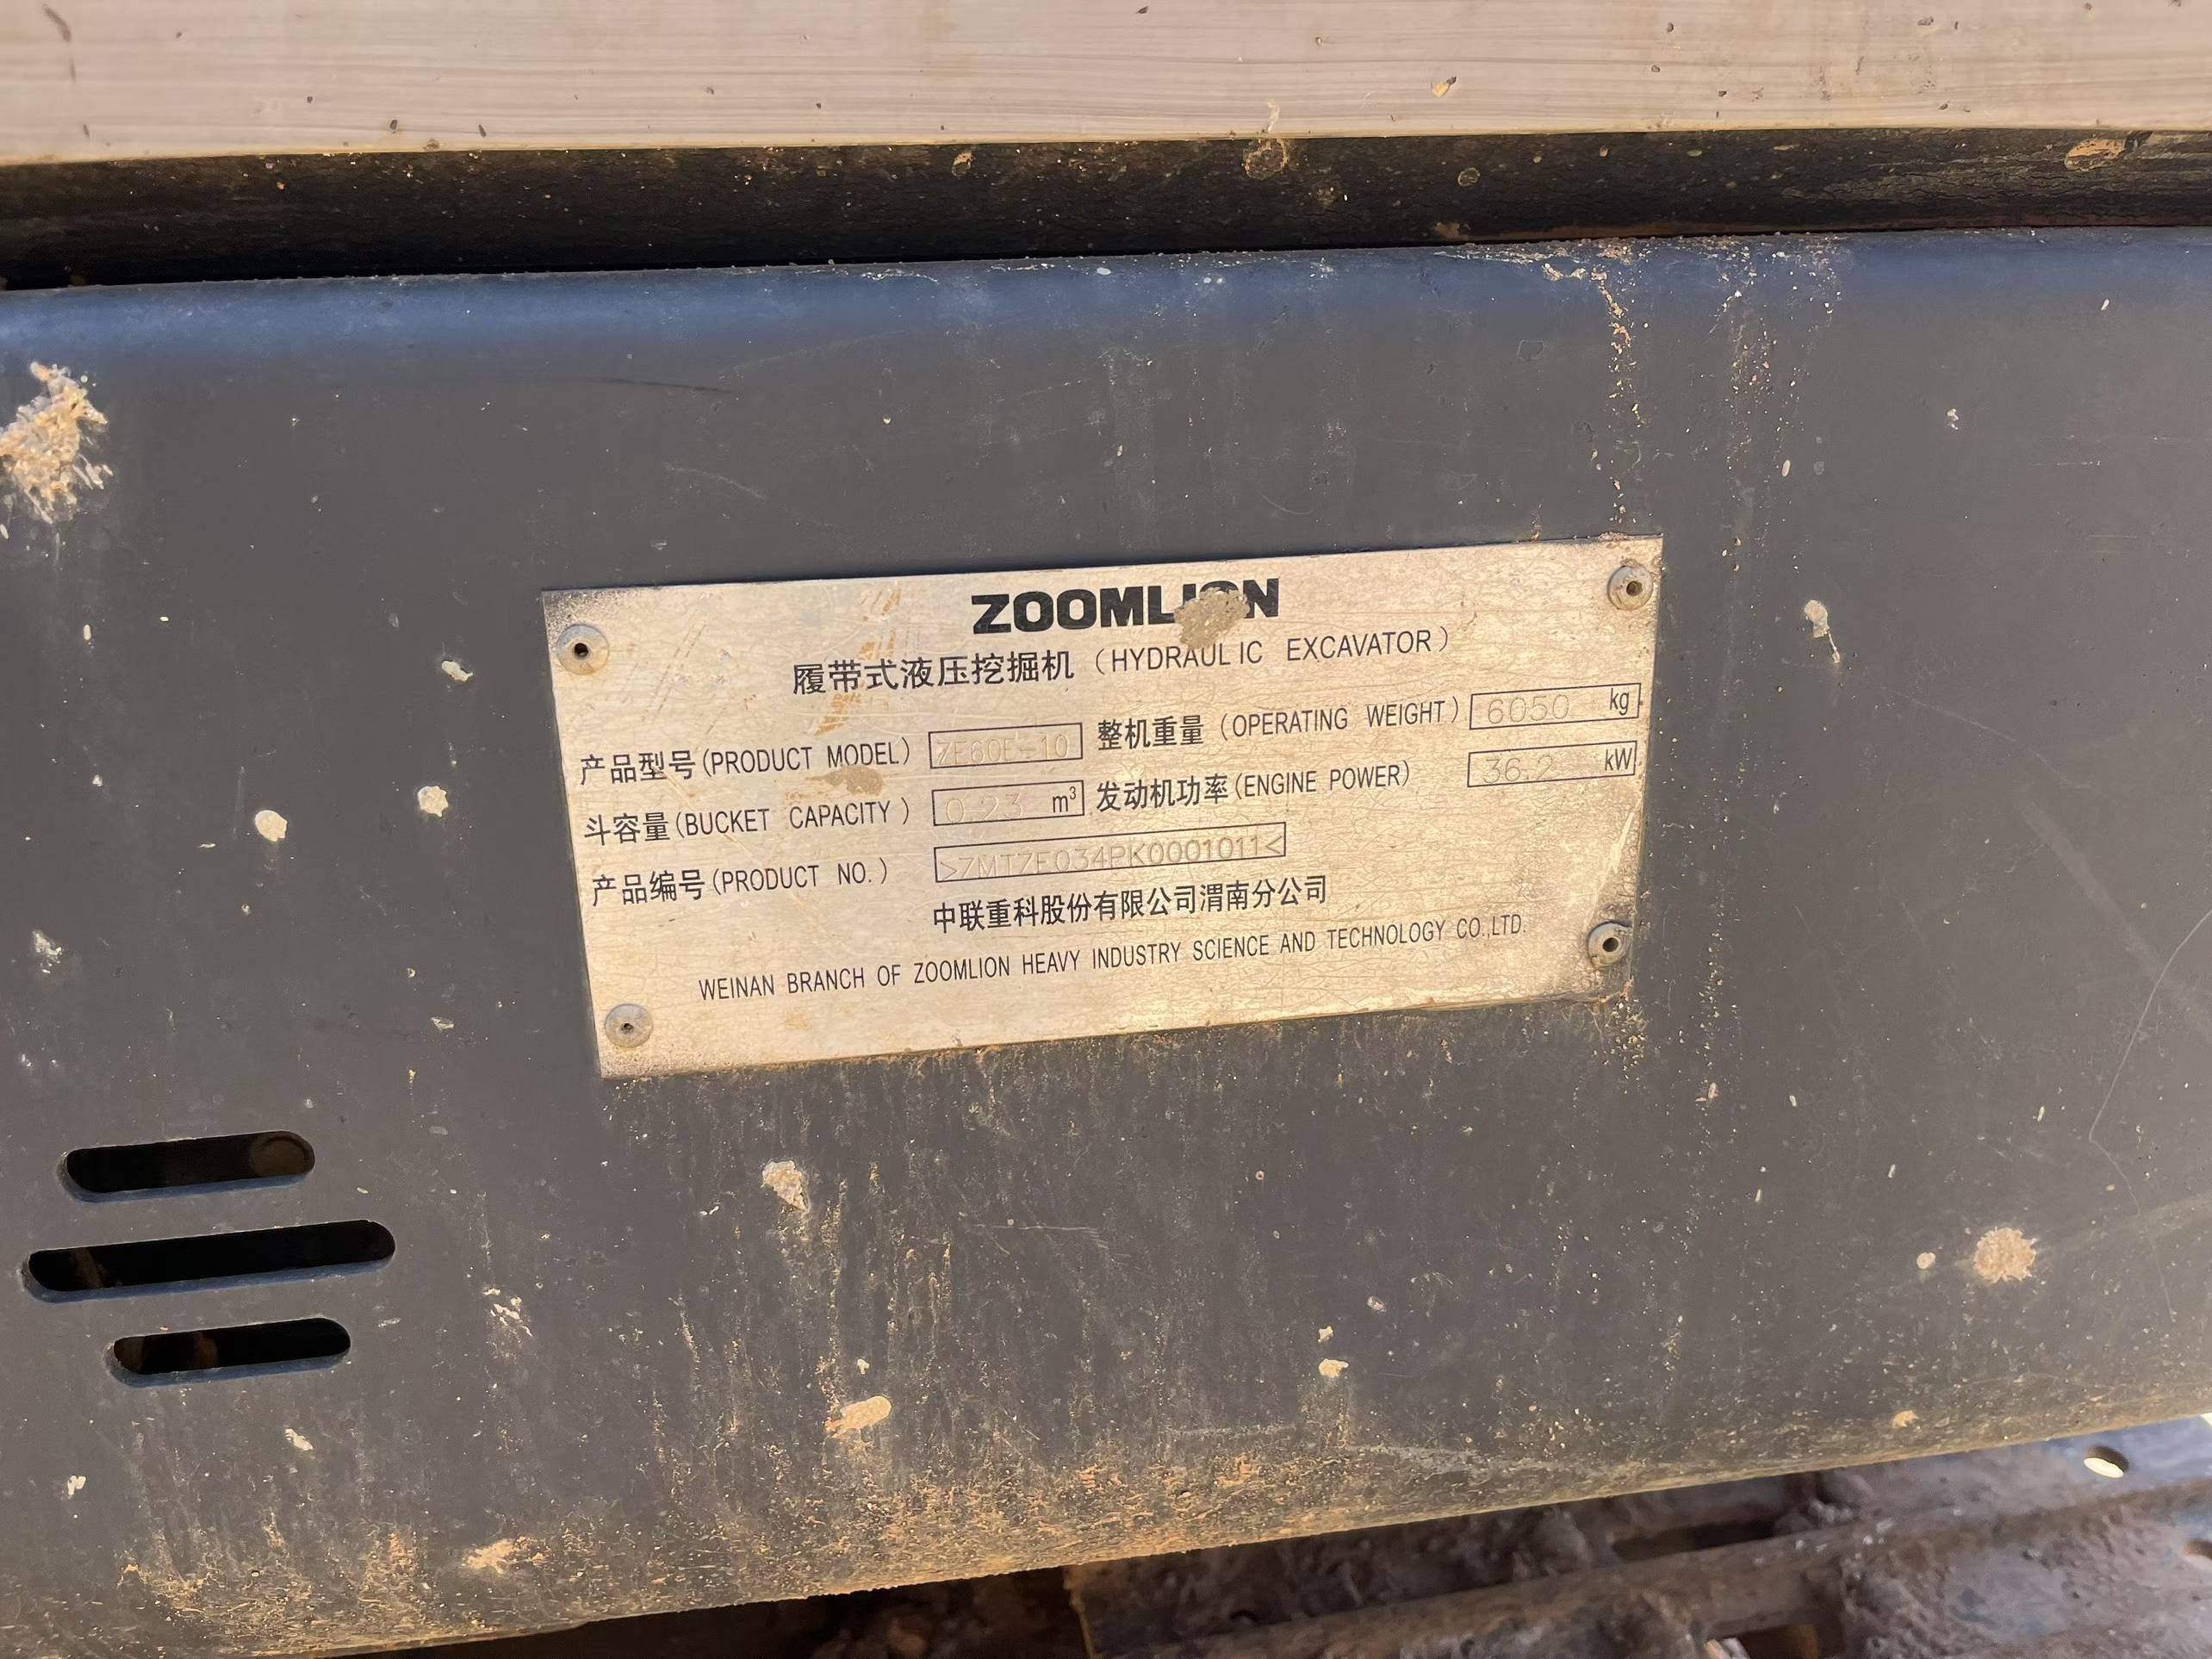 ZOOMLION
履带式液压挖掘机 (HYDRAULIC EXCAVATOR)
产品型号(PRODUCT MODEL) ZE60E-10 整机重量 (OPERATING WEIGHT) 6050 kg
斗容量(BUCKET CAPACITY) 0.23 m³ 发动机功率(ENGINE POWER) 36.2 kW
产品编号(PRODUCT NO.) >ZMTZE034PK0001011<
中联重科股份有限公司渭南分公司
WEINAN BRANCH OF ZOOMLION HEAVY INDUSTRY SCIENCE AND TECHNOLOGY CO.,LTD.